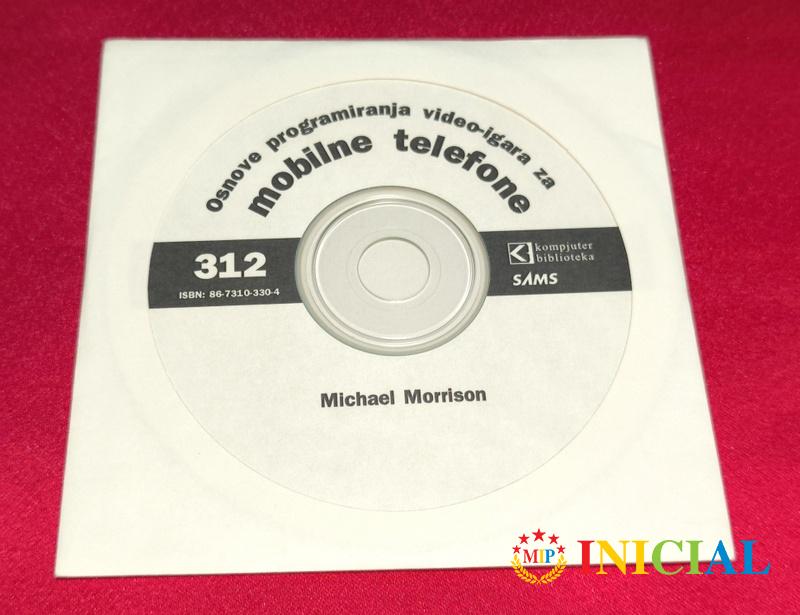 Osnove programiranja video-igara za
mobilne telefone
312
ISBN: 86-7310-330-4
kompjuter
biblioteka
SAMS
Michael Morrison
MIP INICIAL